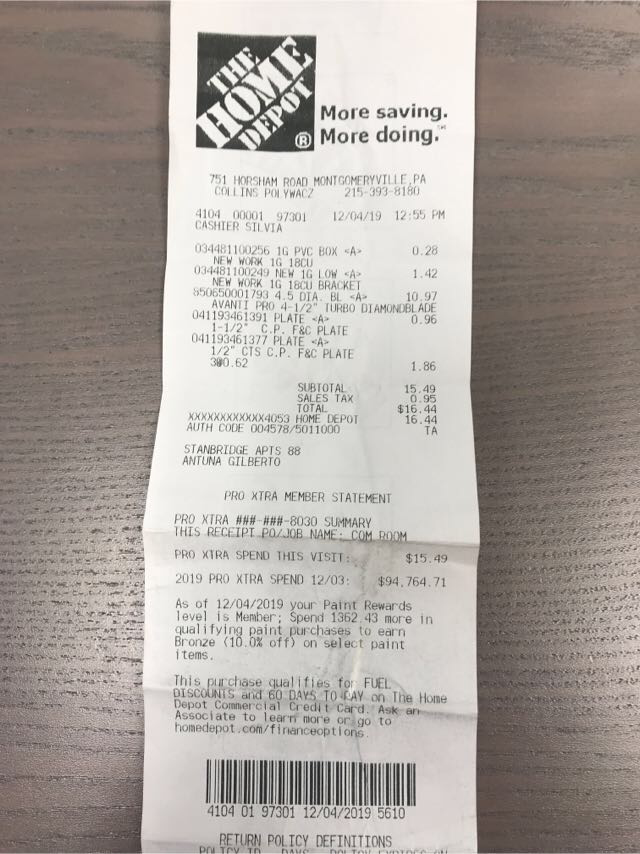 THE
HOME
DEPOT
®
More saving.
More doing.℠
751 HORSHAM ROAD MONTGOMERYVILLE,PA
COLLINS POLYWACZ 215-393-8180
4104 00001 97301 12/04/19 12:55 PM
CASHIER SILVIA
034481100256 1G PVC BOX <A> 0.28
NEW WORK 1G 18CU
034481100249 NEW 1G LOW <A> 1.42
NEW WORK 1G 18CU BRACKET
850650001793 4.5 DIA. BL <A> 10.97
AVANTI PRO 4-1/2" TURBO DIAMONDBLADE
041193461391 PLATE <A> 0.96
1-1/2" C.P. F&C PLATE
041193461377 PLATE <A>
1/2" CTS C.P. F&C PLATE
3@0.62 1.86
SUBTOTAL 15.49
SALES TAX 0.95
TOTAL $16.44
XXXXXXXXXXXX4053 HOME DEPOT 16.44
AUTH CODE 004578/5011000 TA
STANBRIDGE APTS 88
ANTUNA GILBERTO
PRO XTRA MEMBER STATEMENT
PRO XTRA ###-###-8030 SUMMARY
THIS RECEIPT PO/JOB NAME: COM ROOM
PRO XTRA SPEND THIS VISIT: $15.49
2019 PRO XTRA SPEND 12/03: $94,764.71
As of 12/04/2019 your Paint Rewards
level is Member; Spend 1362.43 more in
qualifying paint purchases to earn
Bronze (10.0% off) on select paint
items.
This purchase qualifies for FUEL
DISCOUNTS and 60 DAYS TO PAY on The Home
Depot Commercial Credit Card. Ask an
Associate to learn more or go to
homedepot.com/financeoptions.
4104 01 97301 12/04/2019 5610
RETURN POLICY DEFINITIONS
POLICY ID DAYS POLICY EXPIRES ON